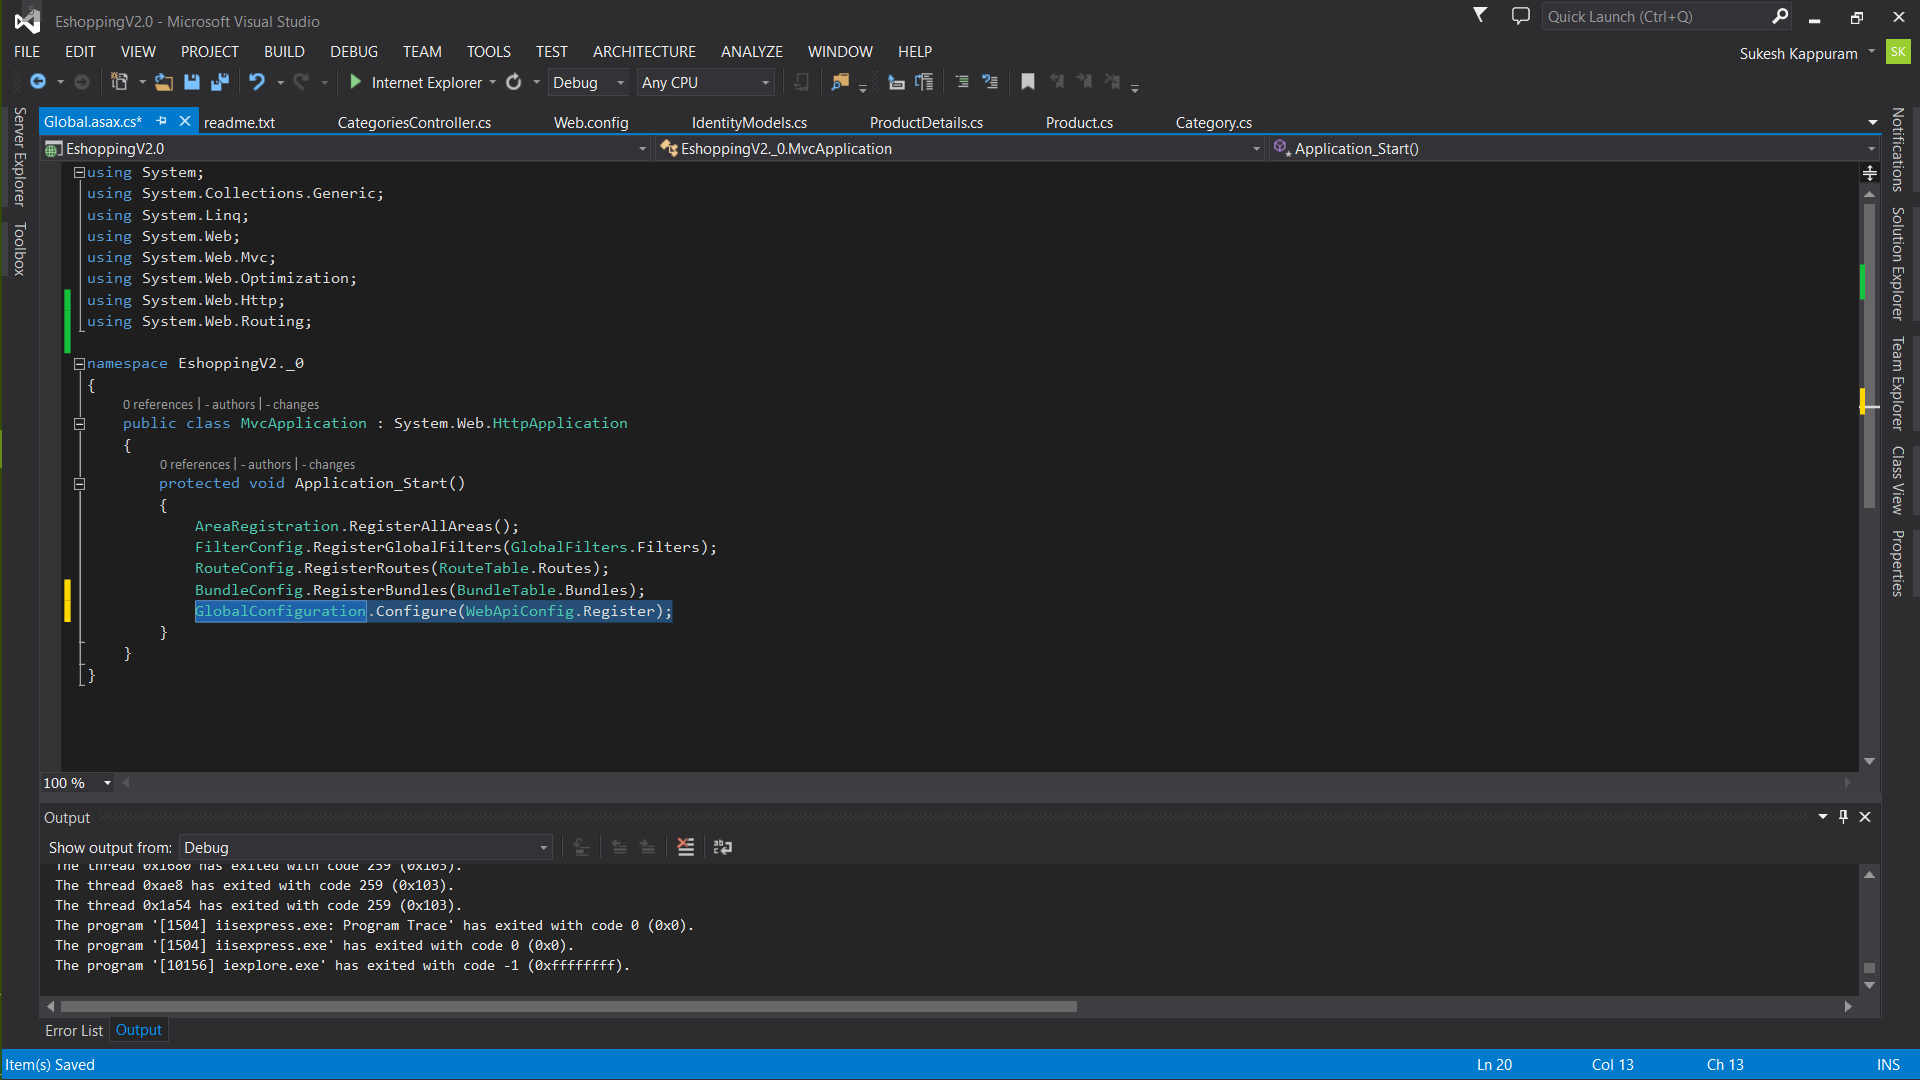 EshoppingV2.0 - Microsoft Visual Studio
Quick Launch (Ctrl+Q)
FILE EDIT VIEW PROJECT BUILD DEBUG TEAM TOOLS TEST ARCHITECTURE ANALYZE WINDOW HELP
Sukesh Kappuram SK
Internet Explorer Debug Any CPU
Server Explorer
Toolbox
Global.asax.cs* readme.txt CategoriesController.cs Web.config IdentityModels.cs ProductDetails.cs Product.cs Category.cs
EshoppingV2.0 EshoppingV2._0.MvcApplication Application_Start()
using System;
using System.Collections.Generic;
using System.Linq;
using System.Web;
using System.Web.Mvc;
using System.Web.Optimization;
using System.Web.Http;
using System.Web.Routing;
namespace EshoppingV2._0
{
0 references | - authors | - changes
public class MvcApplication : System.Web.HttpApplication
{
0 references | - authors | - changes
protected void Application_Start()
{
AreaRegistration.RegisterAllAreas();
FilterConfig.RegisterGlobalFilters(GlobalFilters.Filters);
RouteConfig.RegisterRoutes(RouteTable.Routes);
BundleConfig.RegisterBundles(BundleTable.Bundles);
GlobalConfiguration.Configure(WebApiConfig.Register);
}
}
}
Notifications
Solution Explorer
Team Explorer
Class View
Properties
100 %
Output
Show output from: Debug
The thread 0x1680 has exited with code 259 (0x103).
The thread 0xae8 has exited with code 259 (0x103).
The thread 0x1a54 has exited with code 259 (0x103).
The program '[1504] iisexpress.exe: Program Trace' has exited with code 0 (0x0).
The program '[1504] iisexpress.exe' has exited with code 0 (0x0).
The program '[10156] iexplore.exe' has exited with code -1 (0xffffffff).
Error List Output
Item(s) Saved Ln 20 Col 13 Ch 13 INS